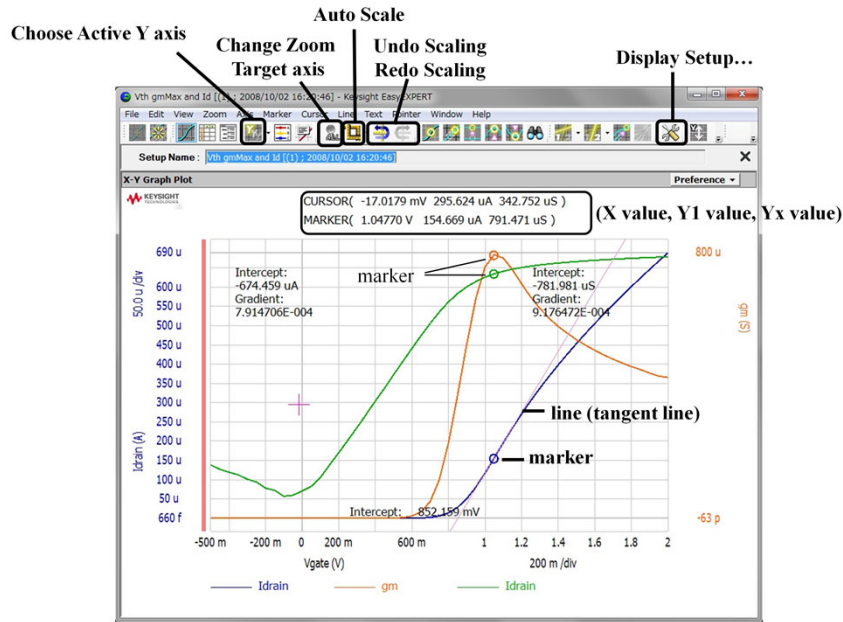 Auto Scale
Choose Active Y axis
Change Zoom
Target axis
Undo Scaling
Redo Scaling
Display Setup...
Vth gmMax and Id [(1) ; 2008/10/02 16:20:46] - Keysight EasyEXPERT
File Edit View Zoom Axis Marker Cursor Line Text Pointer Window Help
Setup Name : Vth gmMax and Id [(1) ; 2008/10/02 16:20:46]
X-Y Graph Plot
Preference
KEYSIGHT
TECHNOLOGIES
CURSOR( -17.0179 mV 295.624 uA 342.752 uS )
MARKER( 1.04770 V 154.669 uA 791.471 uS )
(X value, Y1 value, Yx value)
690 u
800 u
50.0 u /div
Intercept:
-674.459 uA
Gradient:
7.914706E-004
marker
Intercept:
-781.981 uS
Gradient:
9.176472E-004
600 u
550 u
500 u
450 u
400 u
350 u
300 u
250 u
200 u
150 u
100 u
50 u
660 f
gm (S)
Idrain (A)
line (tangent line)
marker
Intercept: 852.159 mV
-63 p
-500 m -200 m 0 200 m 600 m 1 1.2 1.4 1.6 1.8 2
Vgate (V)
200 m /div
Idrain
gm
Idrain